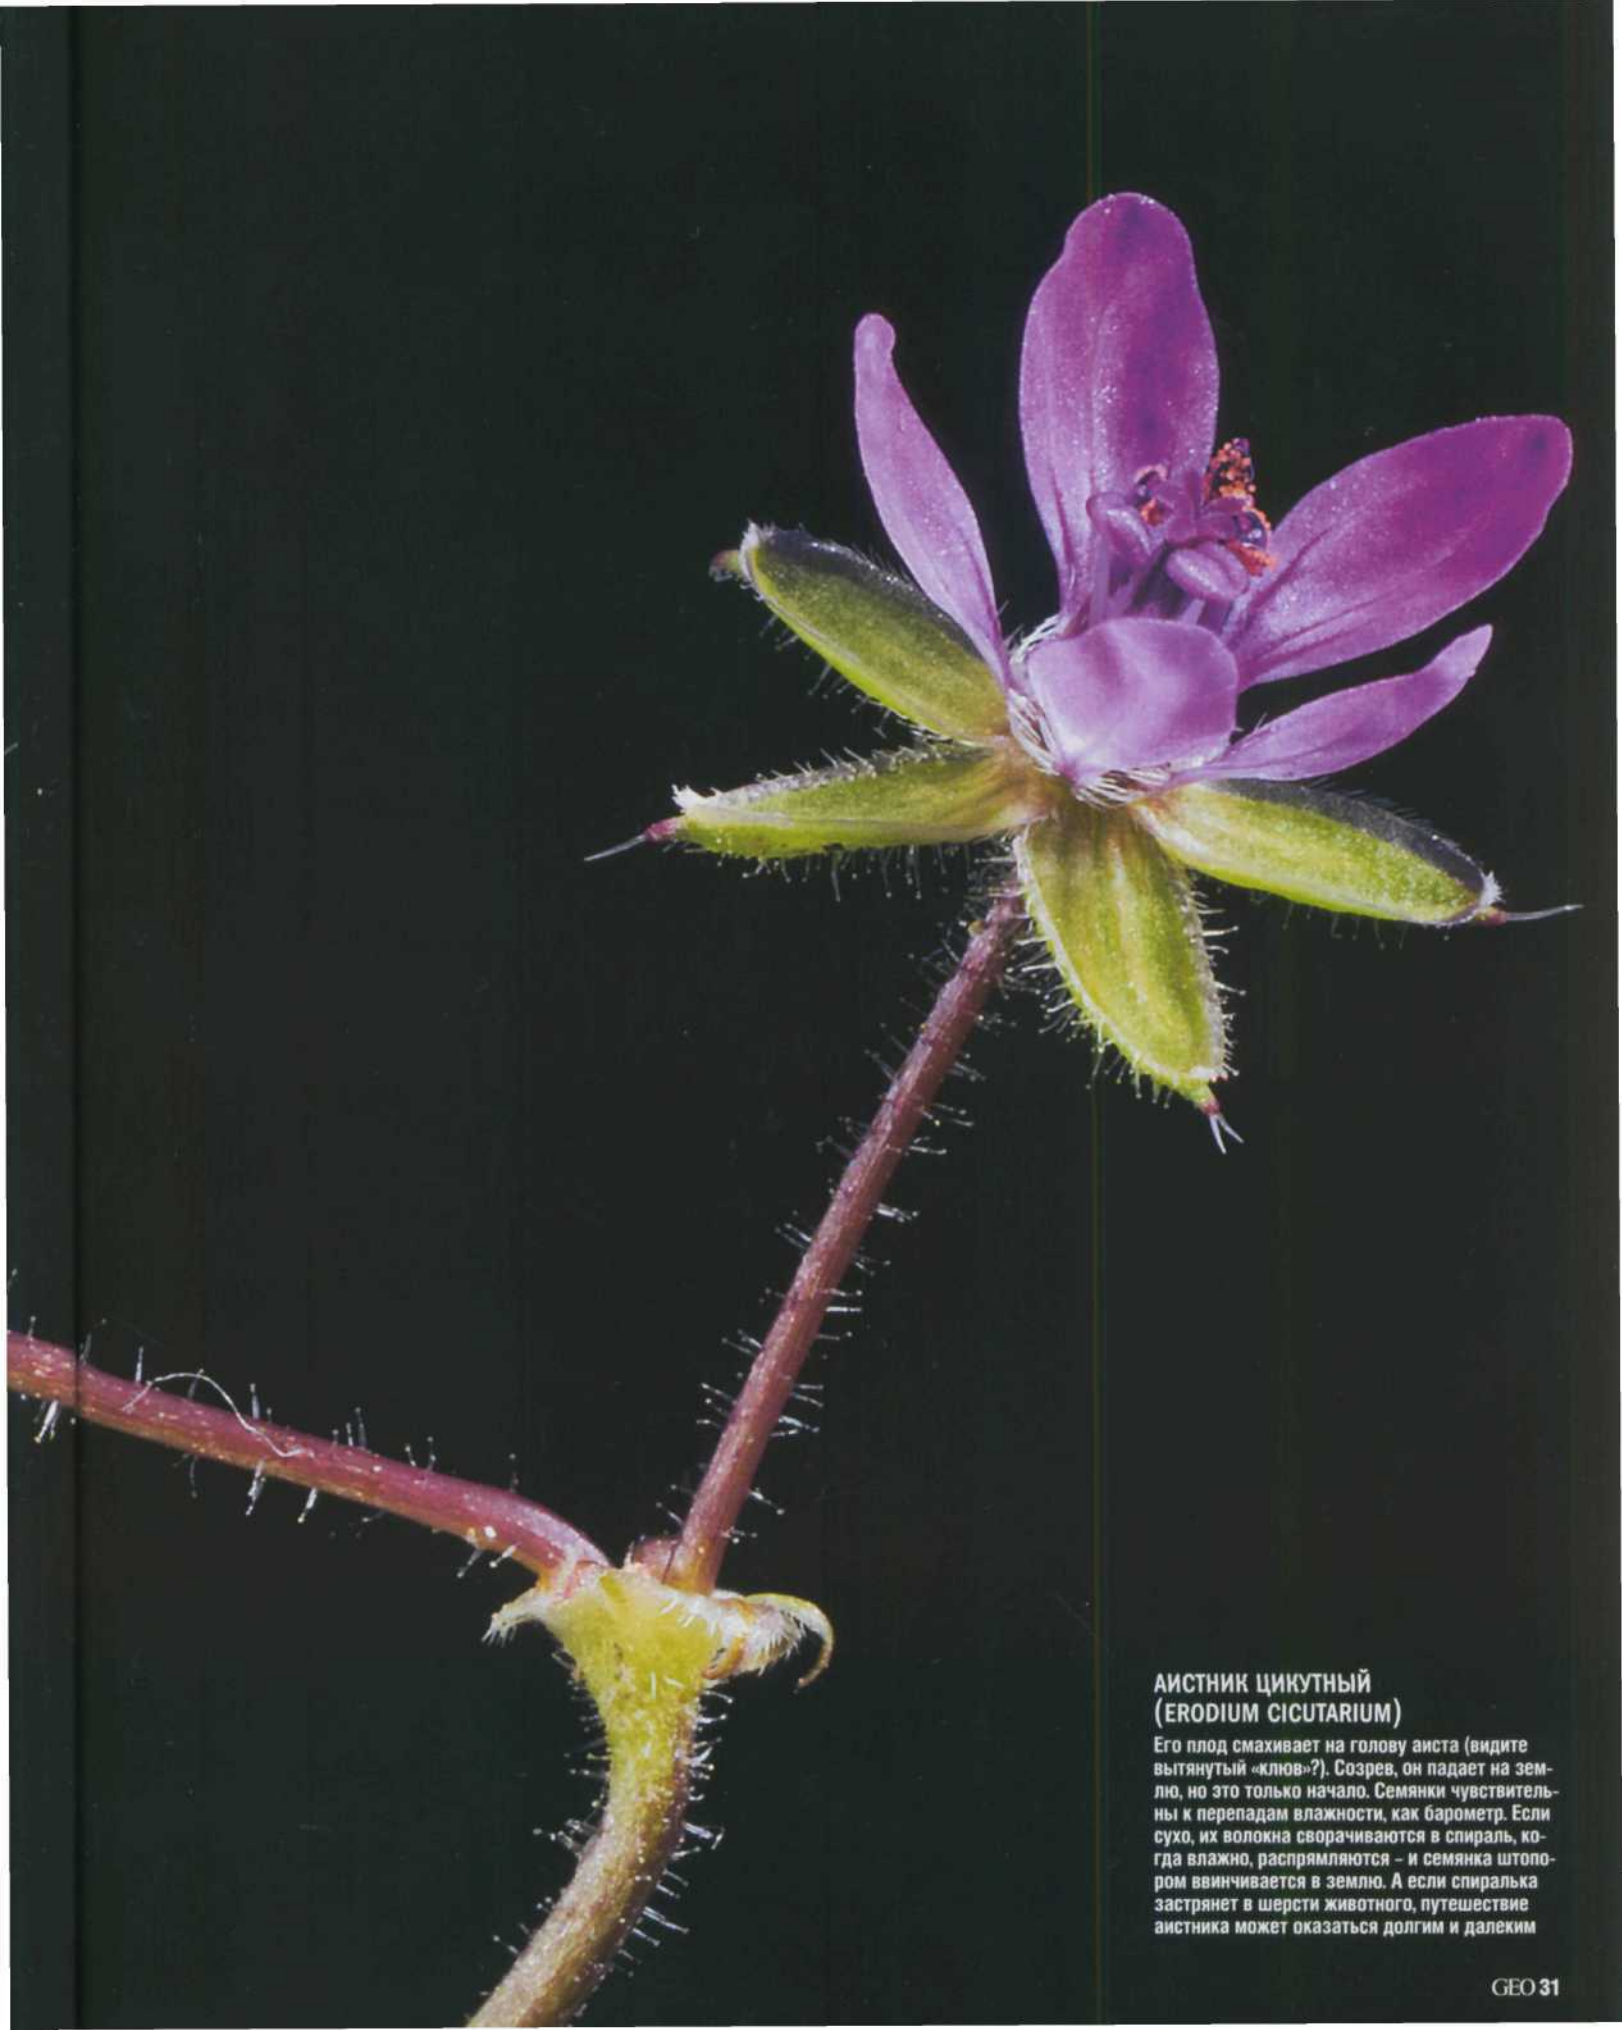 АИСТНИК ЦИКУТНЫЙ
(ERODIUM CICUTARIUM)
Его плод смахивает на голову аиста (видите
вытянутый «клюв»?). Созрев, он падает на зем-
лю, но это только начало. Семянки чувствитель-
ны к перепадам влажности, как барометр. Если
сухо, их волокна сворачиваются в спираль, ко-
гда влажно, распрямляются – и семянка штопо-
ром ввинчивается в землю. А если спиралька
застрянет в шерсти животного, путешествие
аистника может оказаться долгим и далеким
GEO 31